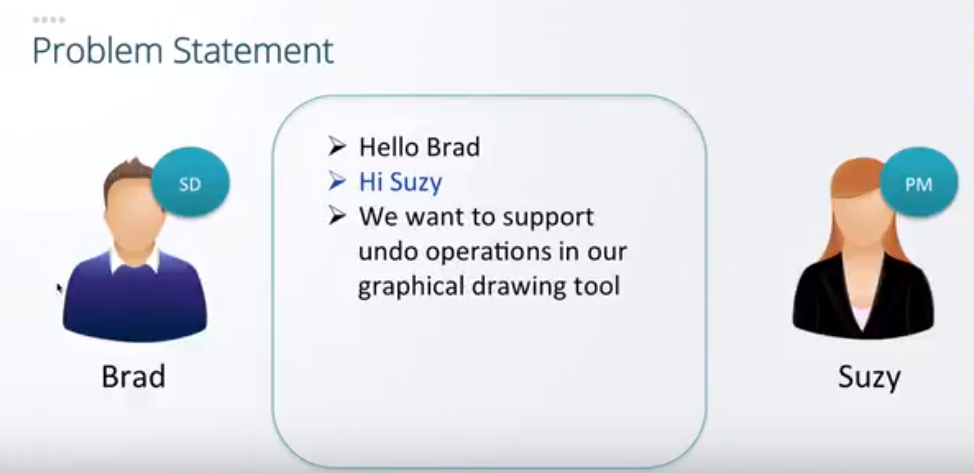 Problem Statement
SD
PM
➢ Hello Brad
➢ Hi Suzy
➢ We want to support
undo operations in our
graphical drawing tool
Brad
Suzy